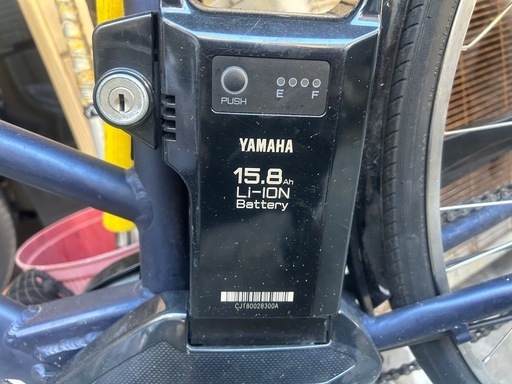 PUSH
E F
YAMAHA
15.8Ah
Li-ION
Battery
CJT80028300A